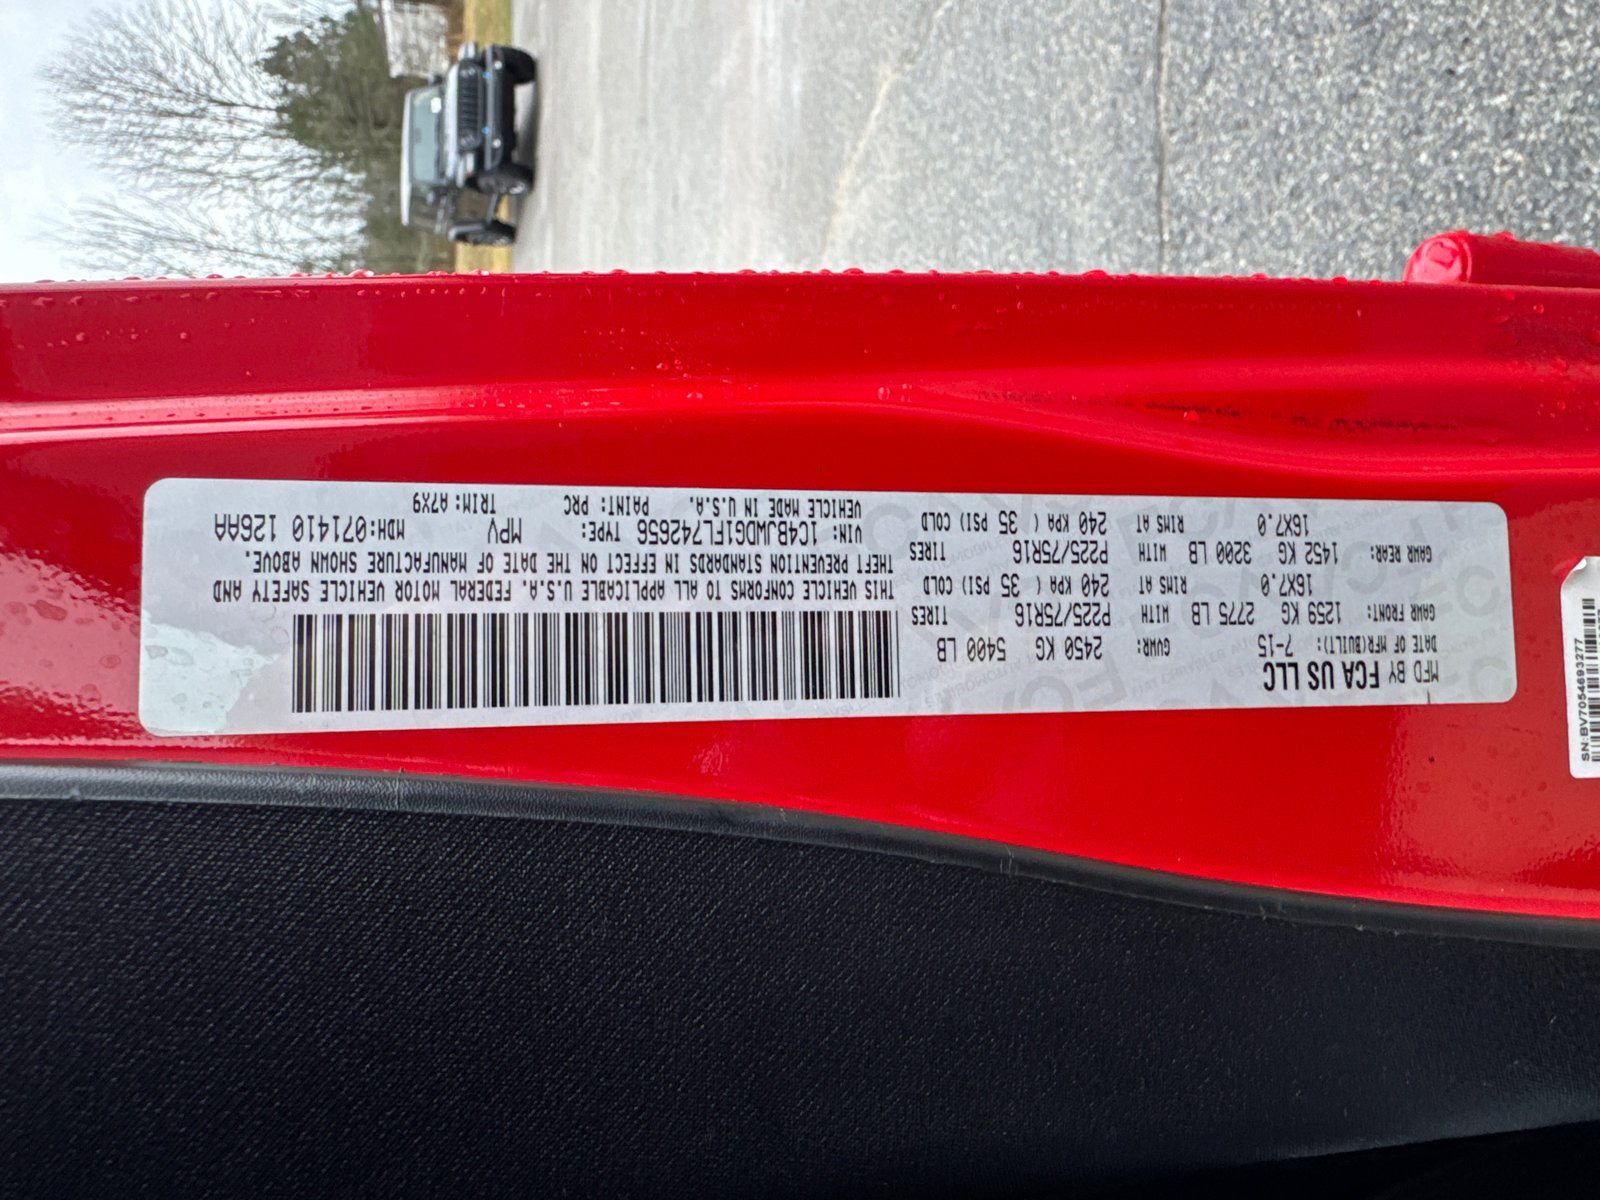 MFD BY FCA US LLC
DATE OF MFR(BUILT): 7-15 GVWR: 2450 KG 5400 LB
GAWR FRONT: 1259 KG 2775 LB WITH P225/75R16 TIRES
16X7.0 RIMS AT 240 KPA ( 35 PSI) COLD
GAWR REAR: 1452 KG 3200 LB WITH P225/75R16 TIRES
16X7.0 RIMS AT 240 KPA ( 35 PSI) COLD
THIS VEHICLE CONFORMS TO ALL APPLICABLE U.S.A. FEDERAL MOTOR VEHICLE SAFETY AND
THEFT PREVENTION STANDARDS IN EFFECT ON THE DATE OF MANUFACTURE SHOWN ABOVE.
VIN: 1C4BJWDG1FL742656 TYPE: MPV MDH:071410 126AA
VEHICLE MADE IN U.S.A. PAINT: PRC TRIM: A7X9
SN:BV7054693277